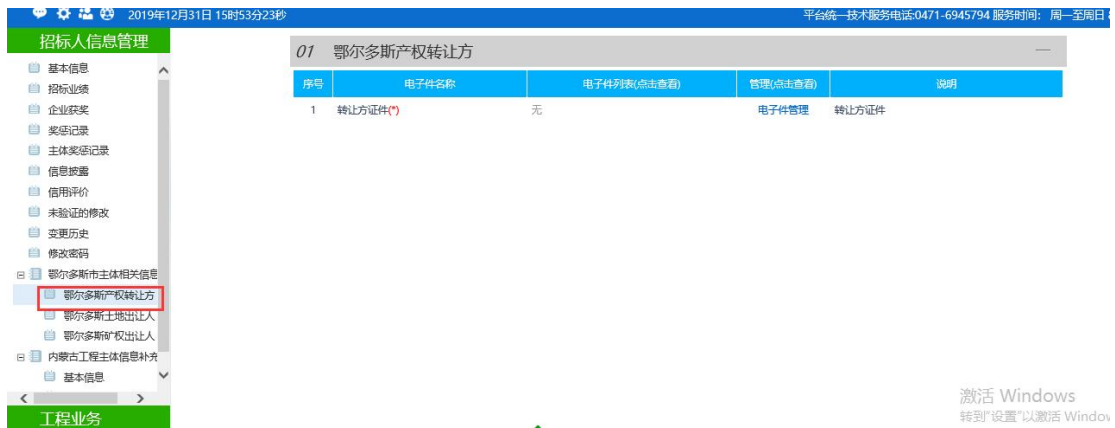 2019年12月31日 15时53分23秒
平台统一技术服务电话:0471-6945794 服务时间: 周一至周日
招标人信息管理
基本信息
招标业绩
企业获奖
奖惩记录
主体奖惩记录
信息披露
信用评价
未验证的修改
变更历史
修改密码
鄂尔多斯市主体相关信息
鄂尔多斯产权转让方
鄂尔多斯土地出让人
鄂尔多斯矿权出让人
内蒙古工程主体信息补充
基本信息
工程业务
01 鄂尔多斯产权转让方
序号 电子件名称 电子件列表(点击查看) 管理(点击查看) 说明
1 转让方证件(*) 无 电子件管理 转让方证件
激活 Windows
转到"设置"以激活 Window